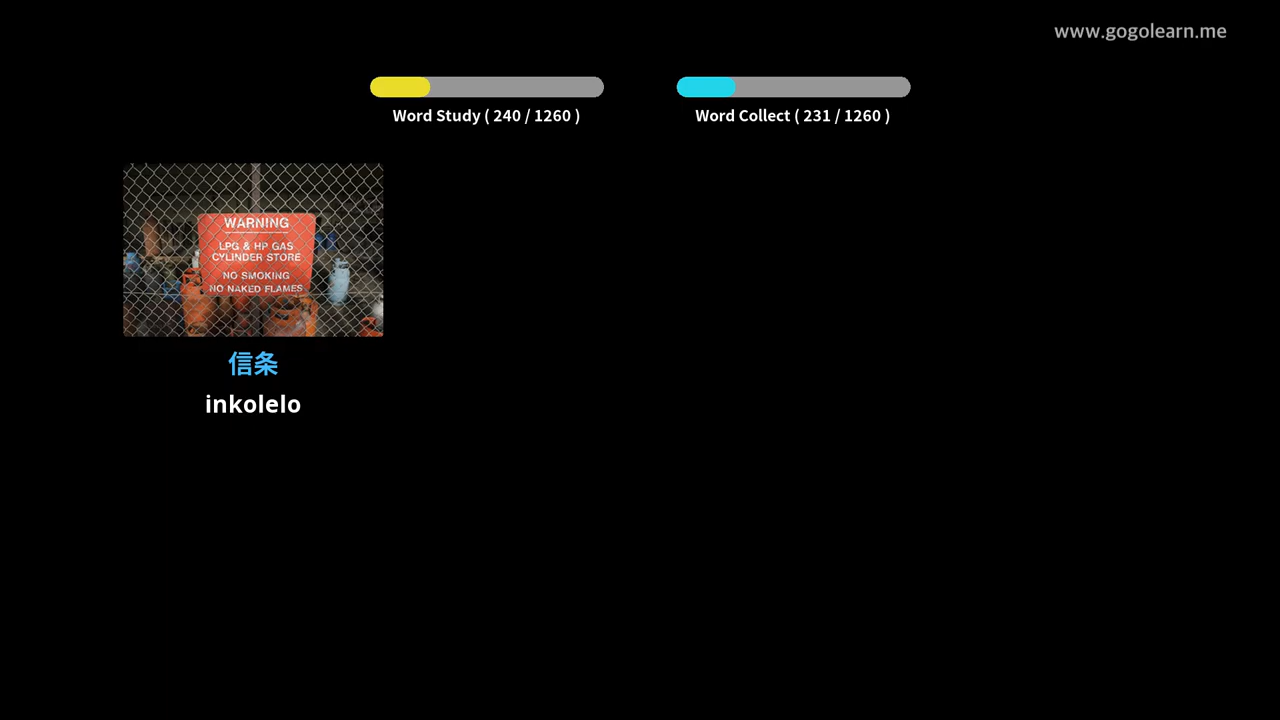 www.gogolearn.me
Word Study ( 240 / 1260 )
Word Collect ( 231 / 1260 )
WARNING
LPG & HP GAS
CYLINDER STORE
NO SMOKING
NO NAKED FLAMES
信条
inkolelo